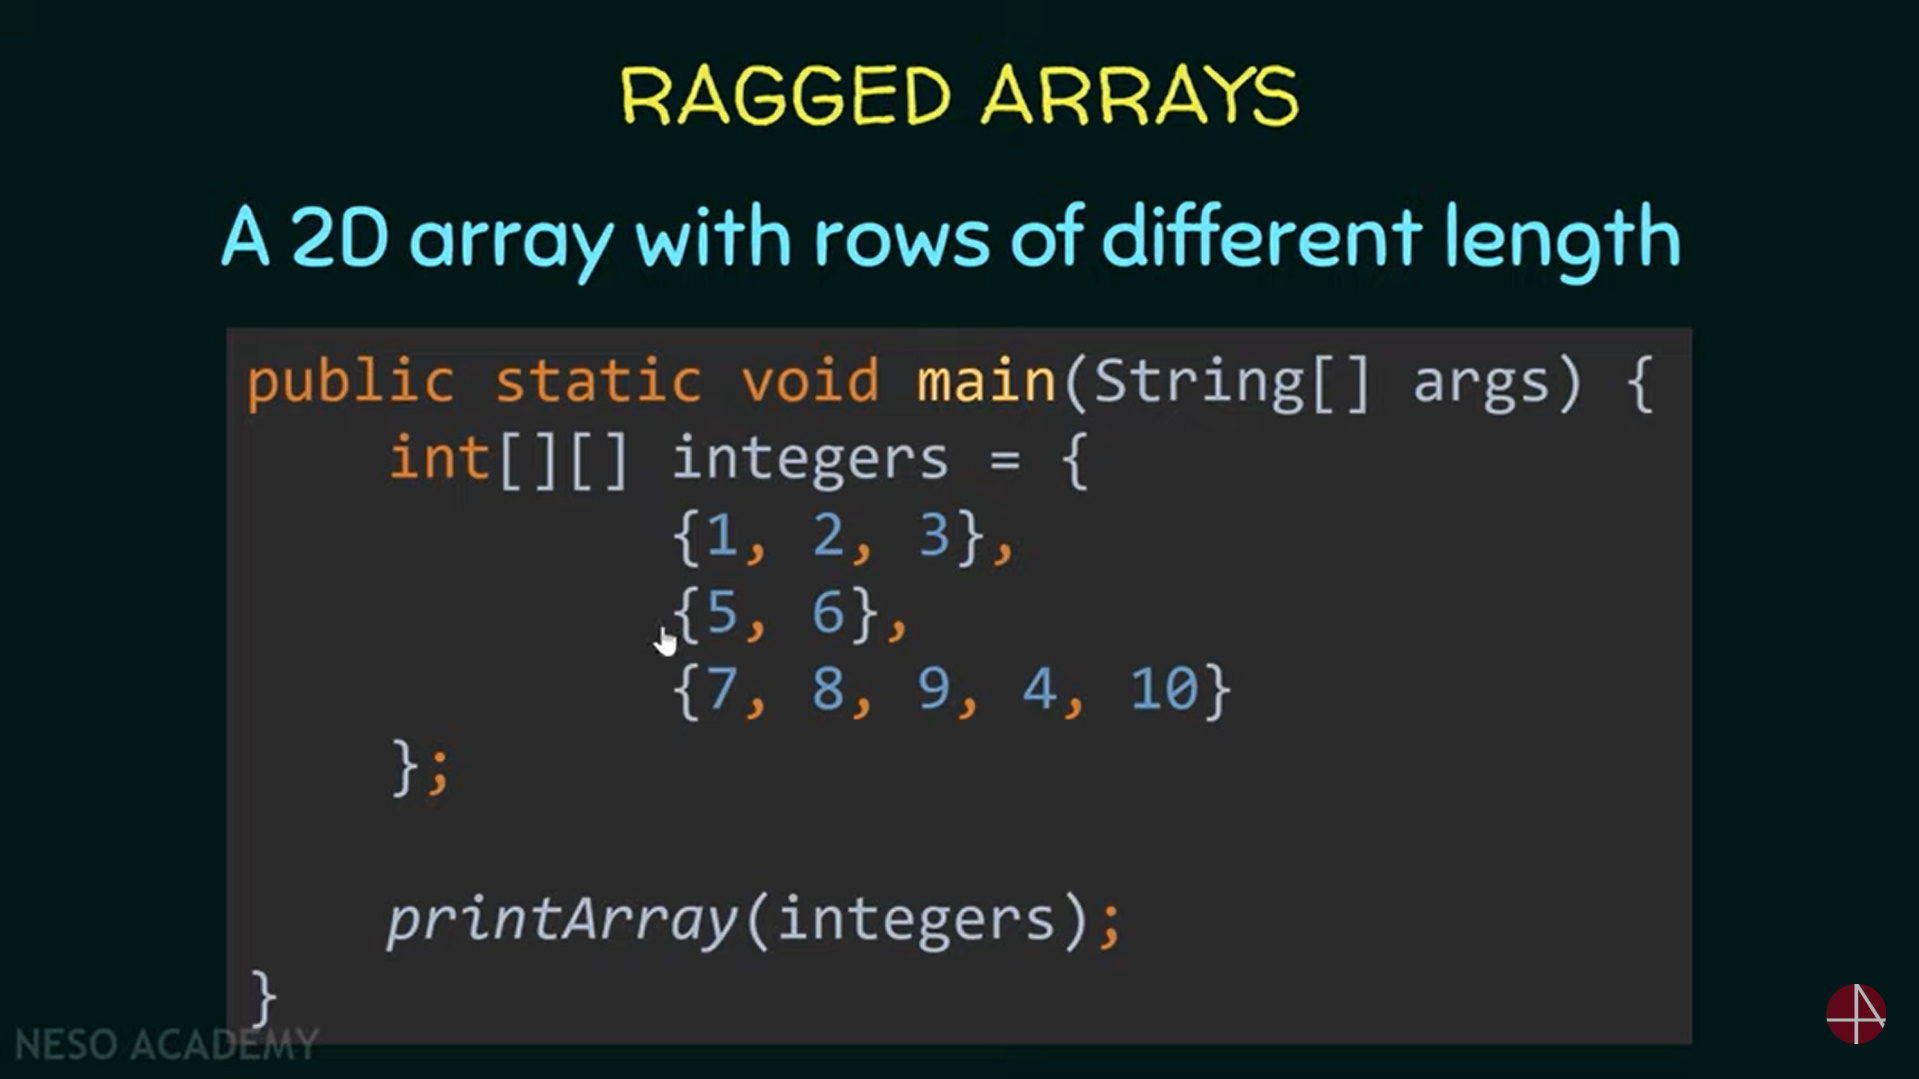 RAGGED ARRAYS
A 2D array with rows of different length
public static void main(String[] args) {
int[][] integers = {
{1, 2, 3},
{5, 6},
{7, 8, 9, 4, 10}
};
printArray(integers);
}
NESO ACADEMY